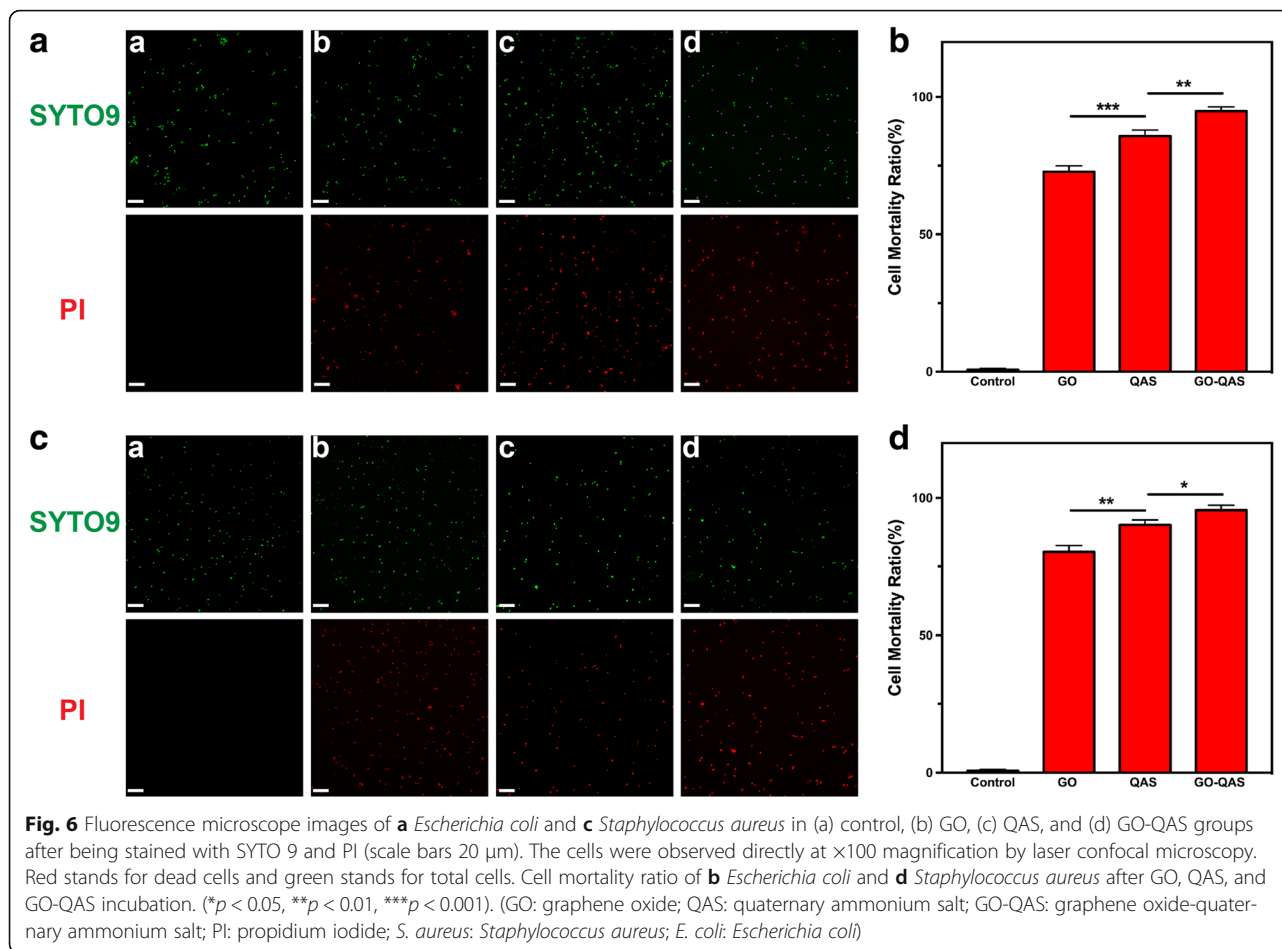 a
a b c d
SYTO9
PI
b
Cell Mortality Ratio(%)
100
50
0
***
**
Control GO QAS GO-QAS
c
a b c d
SYTO9
PI
d
Cell Mortality Ratio(%)
100
50
0
**
*
Control GO QAS GO-QAS
Fig. 6 Fluorescence microscope images of a Escherichia coli and c Staphylococcus aureus in (a) control, (b) GO, (c) QAS, and (d) GO-QAS groups
after being stained with SYTO 9 and PI (scale bars 20 μm). The cells were observed directly at ×100 magnification by laser confocal microscopy.
Red stands for dead cells and green stands for total cells. Cell mortality ratio of b Escherichia coli and d Staphylococcus aureus after GO, QAS, and
GO-QAS incubation. (*p < 0.05, **p < 0.01, ***p < 0.001). (GO: graphene oxide; QAS: quaternary ammonium salt; GO-QAS: graphene oxide-quater-
nary ammonium salt; PI: propidium iodide; S. aureus: Staphylococcus aureus; E. coli: Escherichia coli)